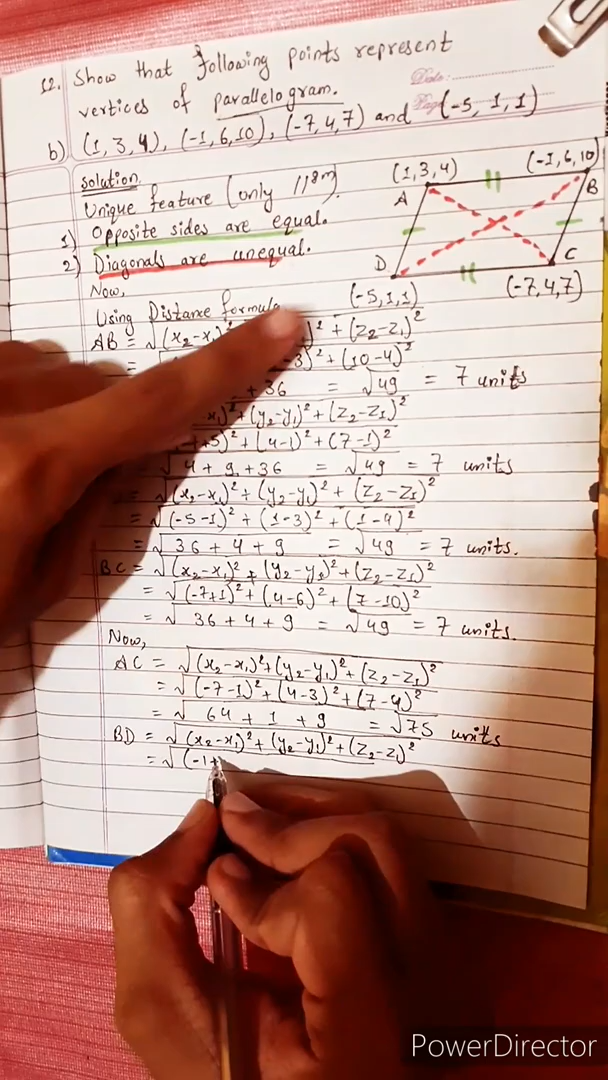 12. Show that following points represent
vertices of parallelogram.
Date:
Page:
b) (1, 3, 4), (-1, 6, 10), (-7, 4, 7) and (-5, 1, 1)
Solution.
Unique feature (only 11gm).
1) Opposite sides are equal.
2) Diagonals are unequal.
(1,3,4) (-1,6,10)
A B
D C
(-5,1,1) (-7,4,7)
Now,
Using Distance formula
AB = √(x₂-x₁)² )² + (z₂-z₁)²
= -3)² + (10-4)²
+ 36 = √49 = 7 units
x₁)² + (y₂-y₁)² + (z₂-z₁)²
+5)² + (4-1)² + (7-1)²
= √4 + 9 + 36 = √49 = 7 units
= √(x₂-x₁)² + (y₂-y₁)² + (z₂-z₁)²
= √(-5-1)² + (1-3)² + (1-4)²
= √36 + 4 + 9 = √49 = 7 units.
BC = √(x₂-x₁)² + (y₂-y₁)² + (z₂-z₁)²
= √(-7+1)² + (4-6)² + (7-10)²
= √36 + 4 + 9 = √49 = 7 units.
Now,
AC = √(x₂-x₁)² + (y₂-y₁)² + (z₂-z₁)²
= √(-7-1)² + (4-3)² + (7-4)²
= √64 + 1 + 9 = √75 units
BD = √(x₂-x₁)² + (y₂-y₁)² + (z₂-z₁)²
= √(-1+
PowerDirector